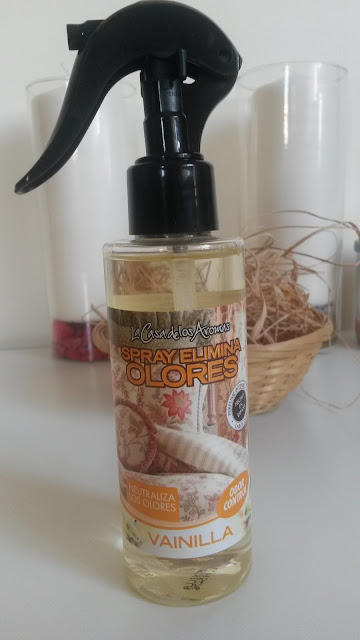 La Casa de los Aromas
SPRAY ELIMINA
OLORES
NEUTRALIZA
LOS OLORES
ODOR
CONTROL
VAINILLA